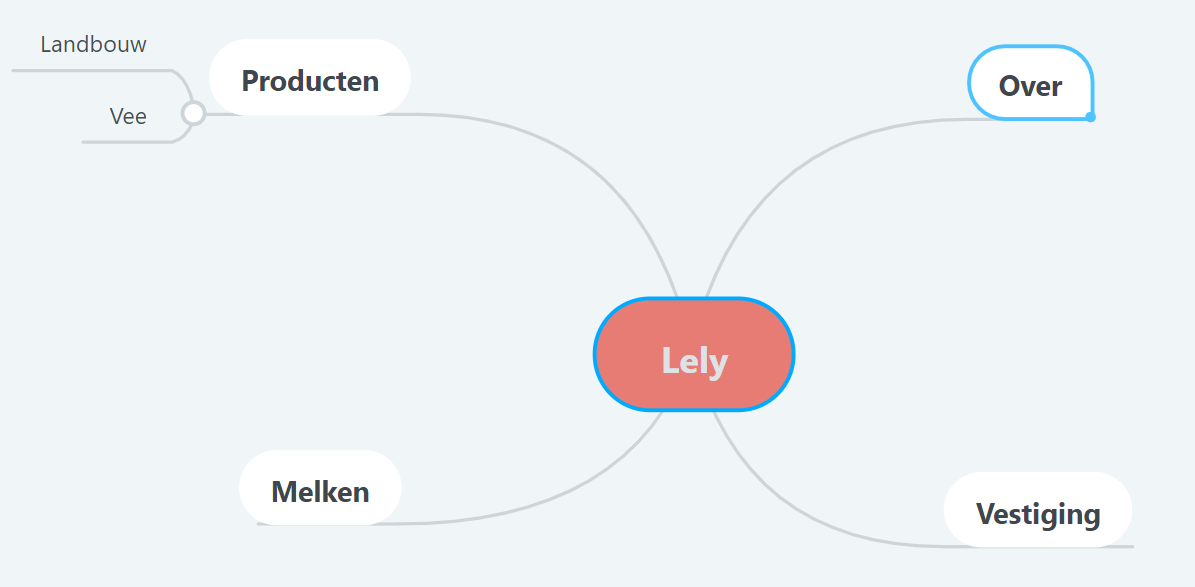 Landbouw
Producten
Vee
Over
Lely
Melken
Vestiging